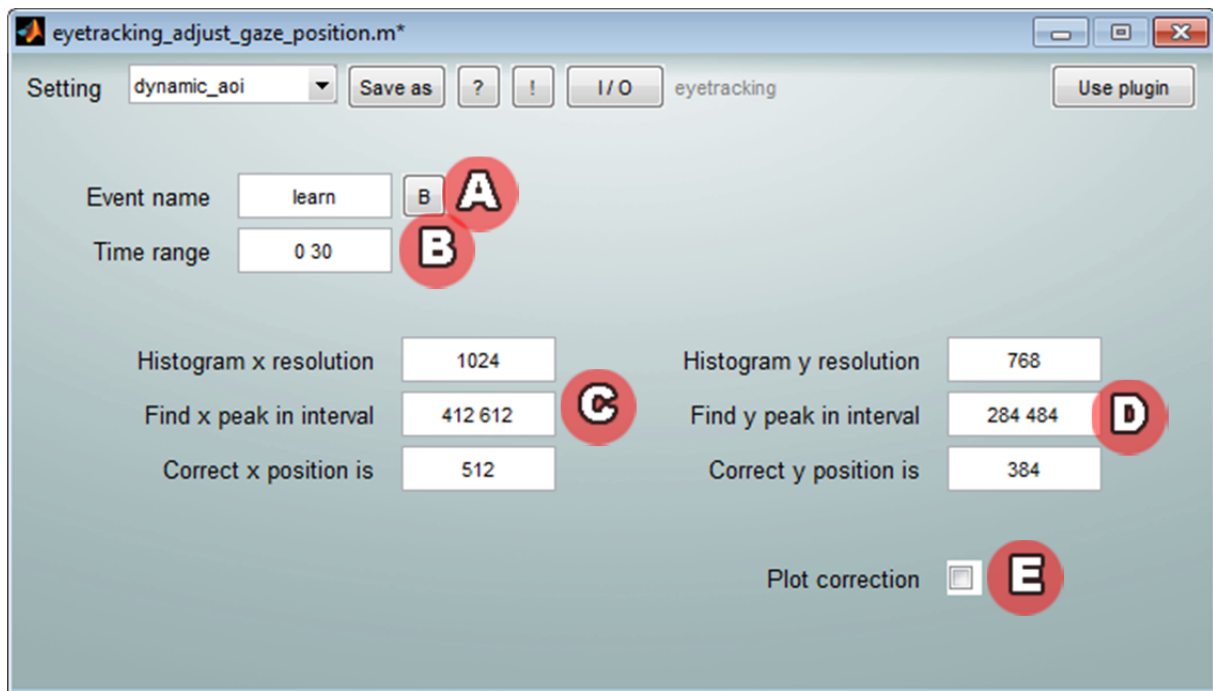 eyetracking_adjust_gaze_position.m*
Setting dynamic_aoi Save as ? ! I / O eyetracking Use plugin
Event name learn B A
Time range 0 30 B
Histogram x resolution 1024 Histogram y resolution 768
Find x peak in interval 412 612 C Find y peak in interval 284 484 D
Correct x position is 512 Correct y position is 384
Plot correction E